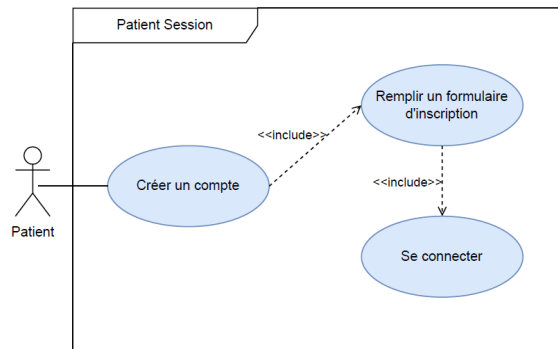 Patient Session
Remplir un formulaire
d'inscription
<<include>>
Créer un compte
<<include>>
Patient
Se connecter